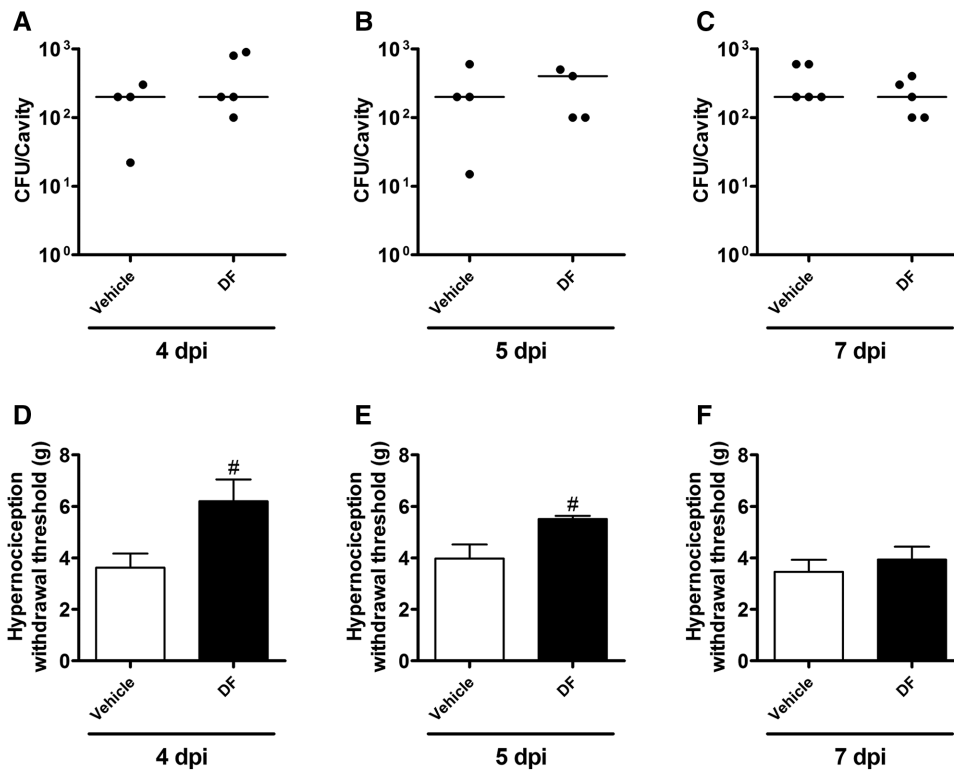 A
CFU/Cavity
10³
10²
10¹
10⁰
Vehicle
DF
4 dpi
B
CFU/Cavity
10³
10²
10¹
10⁰
Vehicle
DF
5 dpi
C
CFU/Cavity
10³
10²
10¹
10⁰
Vehicle
DF
7 dpi
D
Hypernociception
withdrawal threshold (g)
8
6
4
2
0
#
Vehicle
DF
4 dpi
E
Hypernociception
withdrawal threshold (g)
8
6
4
2
0
#
Vehicle
DF
5 dpi
F
Hypernociception
withdrawal threshold (g)
8
6
4
2
0
Vehicle
DF
7 dpi